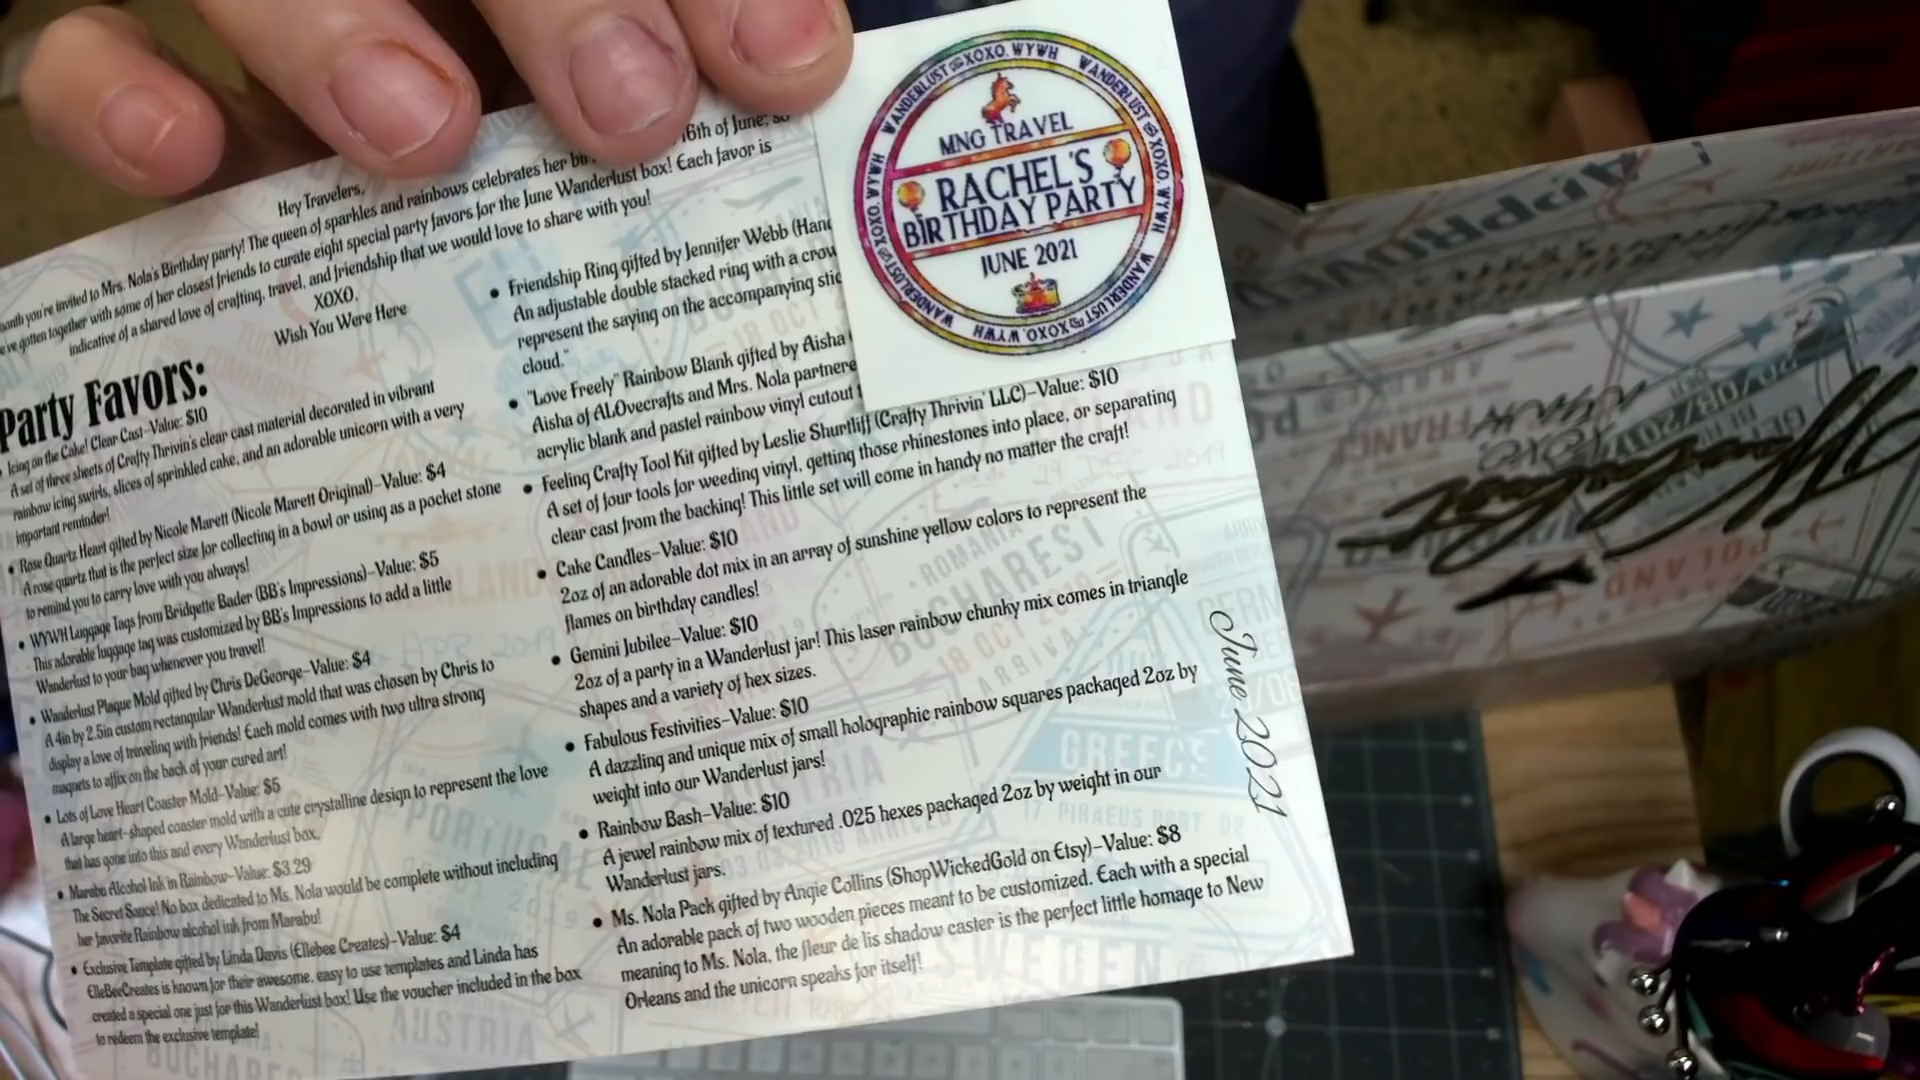 Hey Travelers,
month you're invited to Mrs. Nola's Birthday party! The queen of sparkles and rainbows celebrates her 16th of June; so
we've gotten together with some of her closest friends to curate eight special party favors for the June Wanderlust box! Each favor is
indicative of a shared love of crafting, travel, and friendship that we would love to share with you!
XOXO,
Wish You Were Here
Party Favors:
Icing on the Cake! Clear Cast–Value: $10
A set of three sheets of Crafty Thrivin's clear cast material decorated in vibrant
rainbow icing swirls, slices of sprinkled cake, and an adorable unicorn with a very
important reminder!
• Rose Quartz Heart gifted by Nicole Marett (Nicole Marett Original)–Value: $4
A rose quartz that is the perfect size for collecting in a bowl or using as a pocket stone
to remind you to carry love with you always!
• WYWH Luggage Tags from Bridgette Bader (BB's Impressions)–Value: $5
This adorable luggage tag was customized by BB's Impressions to add a little
Wanderlust to your bag whenever you travel!
• Wanderlust Plaque Mold gifted by Chris DeGeorge–Value: $4
A 4in by 2.5in custom rectangular Wanderlust mold that was chosen by Chris to
display a love of traveling with friends! Each mold comes with two ultra strong
magnets to affix on the back of your cured art!
• Lots of Love Heart Coaster Mold–Value: $5
A large heart-shaped coaster mold with a cute crystalline design to represent the love
that has gone into this and every Wanderlust box.
• Marabu Alcohol Ink in Rainbow–Value: $3.29
The Secret Sauce! No box dedicated to Ms. Nola would be complete without including
her favorite Rainbow alcohol ink from Marabu!
• Exclusive Template gifted by Linda Davis (Ellebee Creates)–Value: $4
ElleBeeCreates is known for their awesome, easy to use templates and Linda has
created a special one just for this Wanderlust box! Use the voucher included in the box
to redeem the exclusive template!
• Friendship Ring gifted by Jennifer Webb
An adjustable double stacked ring with a
represent the saying on the accompanying
cloud."
• "Love Freely" Rainbow Blank gifted by Aisha
Aisha of ALOvecrafts and Mrs. Nola
acrylic blank and pastel rainbow vinyl cutout
• Feeling Crafty Tool Kit gifted by Leslie Shurtliff (Crafty Thrivin' LLC)–Value: $10
A set of four tools for weeding vinyl, getting those rhinestones into place, or separating
clear cast from the backing! This little set will come in handy no matter the craft!
• Cake Candles–Value: $10
2oz of an adorable dot mix in an array of sunshine yellow colors to represent the
flames on birthday candles!
• Gemini Jubilee–Value: $10
2oz of a party in a Wanderlust jar! This laser rainbow chunky mix comes in triangle
shapes and a variety of hex sizes.
• Fabulous Festivities–Value: $10
A dazzling and unique mix of small holographic rainbow squares packaged 2oz by
weight into our Wanderlust jars!
• Rainbow Bash–Value: $10
A jewel rainbow mix of textured .025 hexes packaged 2oz by weight in our
Wanderlust jars.
• Ms. Nola Pack gifted by Angie Collins (ShopWickedGold on Etsy)–Value: $8
An adorable pack of two wooden pieces meant to be customized. Each with a special
meaning to Ms. Nola, the fleur de lis shadow caster is the perfect little homage to New
Orleans and the unicorn speaks for itself!
June 2021
WANDERLUST XOXO, WYWH WANDERLUST XOXO, WYWH WANDERLUST XOXO, WYWH WANDERLUST XOXO, WYWH
MNG TRAVEL
RACHEL'S
BIRTHDAY PARTY
JUNE 2021
ROMANIA
BUCHAREST
18 OCT
ARRIVAL
GREECE
17 PIRAEUS PORT 02
PORTUGAL
AUSTRIA
SWEDEN
APPROVED
FRANCE
POLAND
Wanderlust